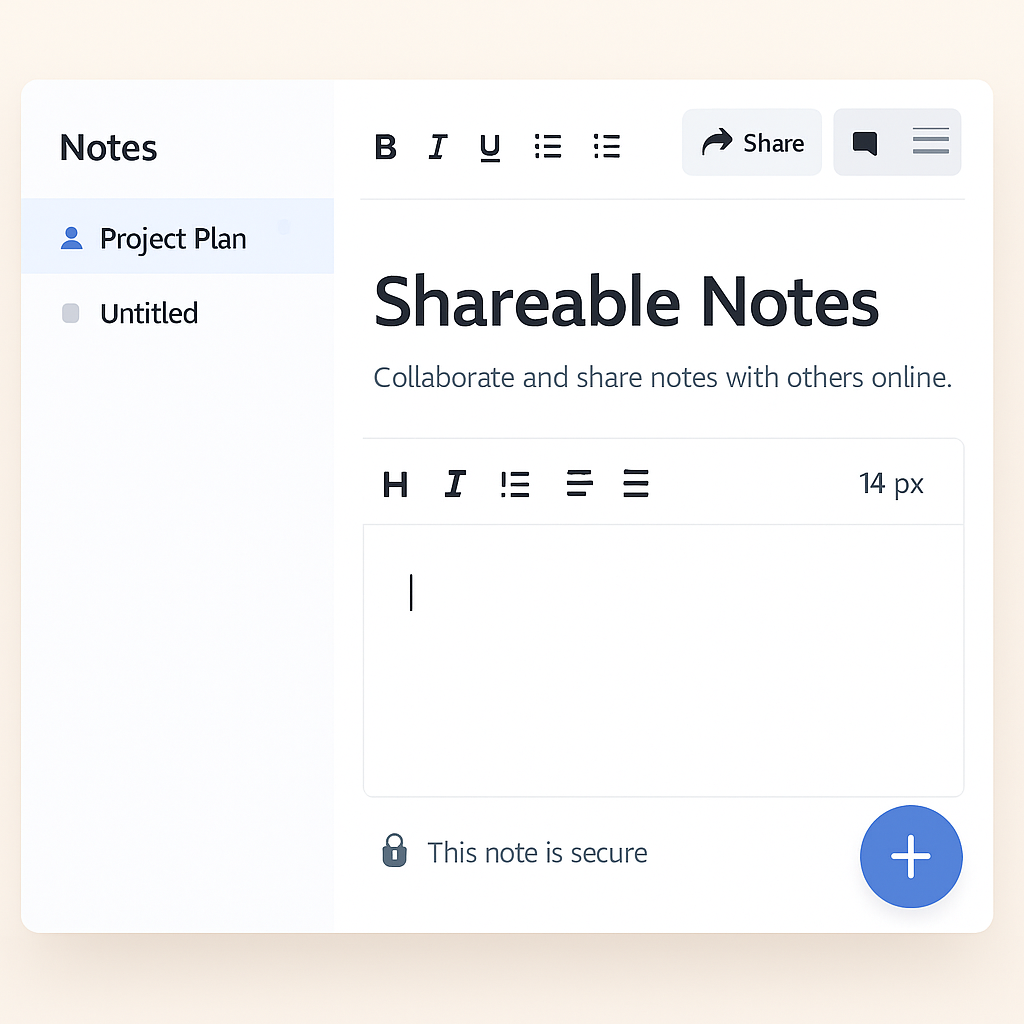 Notes
B I U
Share
Project Plan
Untitled
Shareable Notes
Collaborate and share notes with others online.
H I
14 px
This note is secure